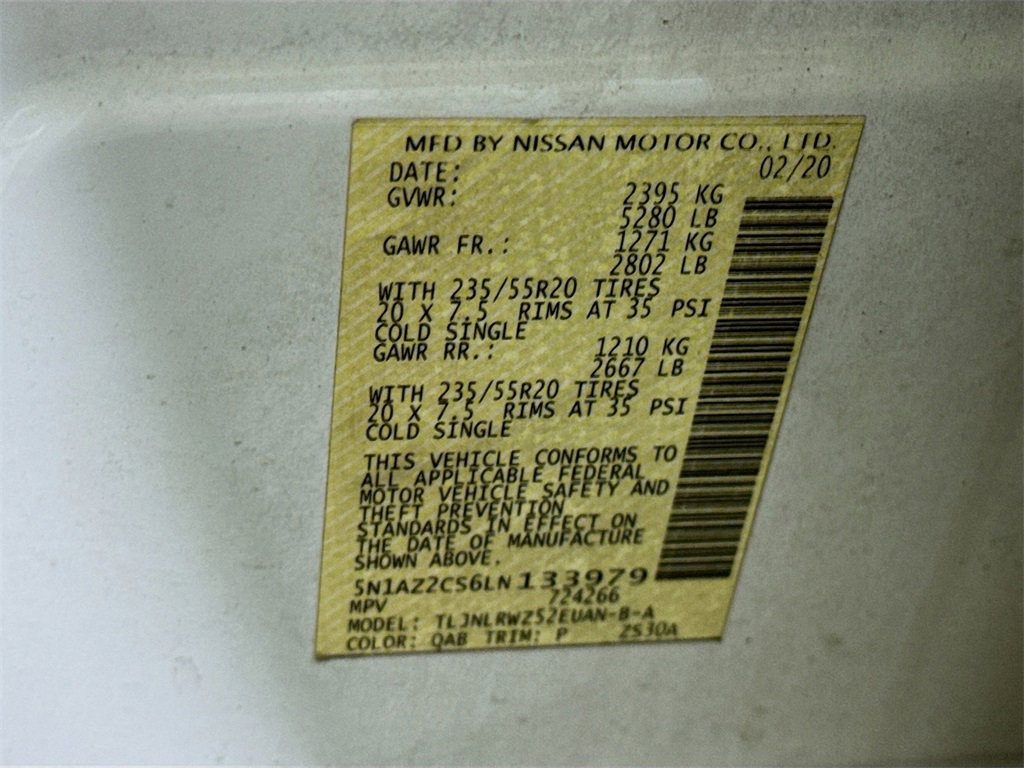 MFD BY NISSAN MOTOR CO., LTD.
DATE: 02/20
GVWR: 2395 KG
5280 LB
GAWR FR.: 1271 KG
2802 LB
WITH 235/55R20 TIRES
20 X 7.5 RIMS AT 35 PSI
COLD SINGLE
GAWR RR.: 1210 KG
2667 LB
WITH 235/55R20 TIRES
20 X 7.5 RIMS AT 35 PSI
COLD SINGLE
THIS VEHICLE CONFORMS TO
ALL APPLICABLE FEDERAL
MOTOR VEHICLE SAFETY AND
THEFT PREVENTION
STANDARDS IN EFFECT ON
THE DATE OF MANUFACTURE
SHOWN ABOVE.
5N1AZ2CS6LN133979
MPV 724266
MODEL: TLJNLRWZ52EUAN-B-A
COLOR: QAB TRIM: P ZS30A